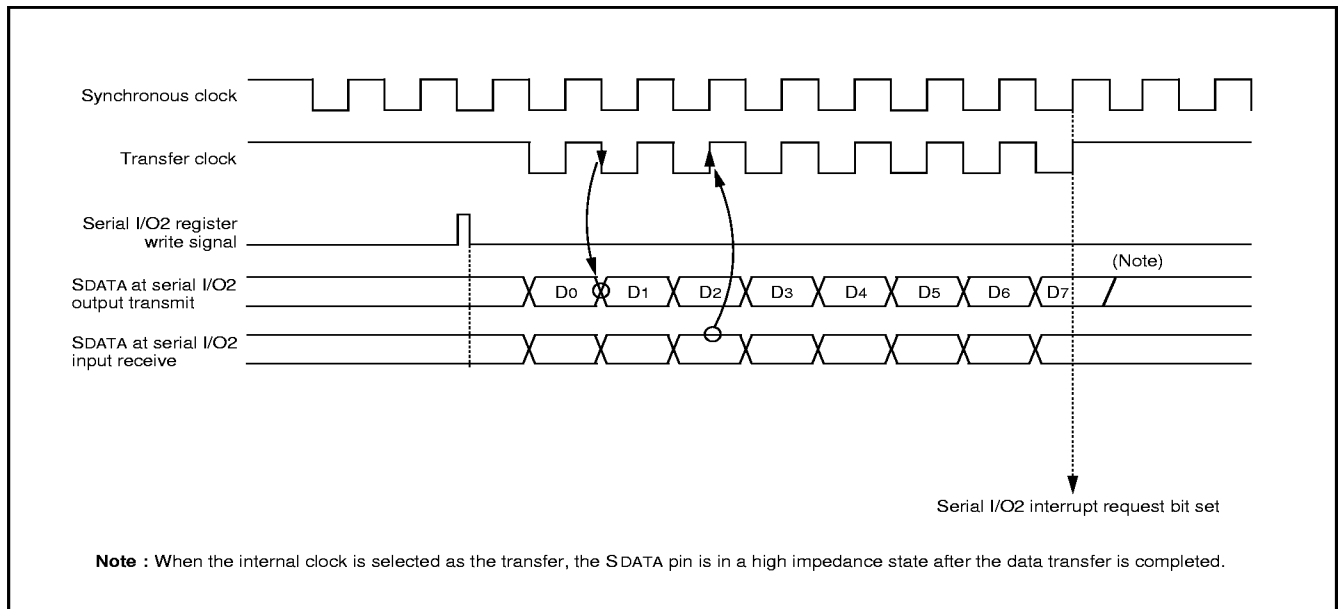 Synchronous clock
Transfer clock
Serial I/O2 register
write signal
SDATA at serial I/O2
output transmit
D0 D1 D2 D3 D4 D5 D6 D7
(Note)
SDATA at serial I/O2
input receive
Serial I/O2 interrupt request bit set
Note : When the internal clock is selected as the transfer, the SDATA pin is in a high impedance state after the data transfer is completed.